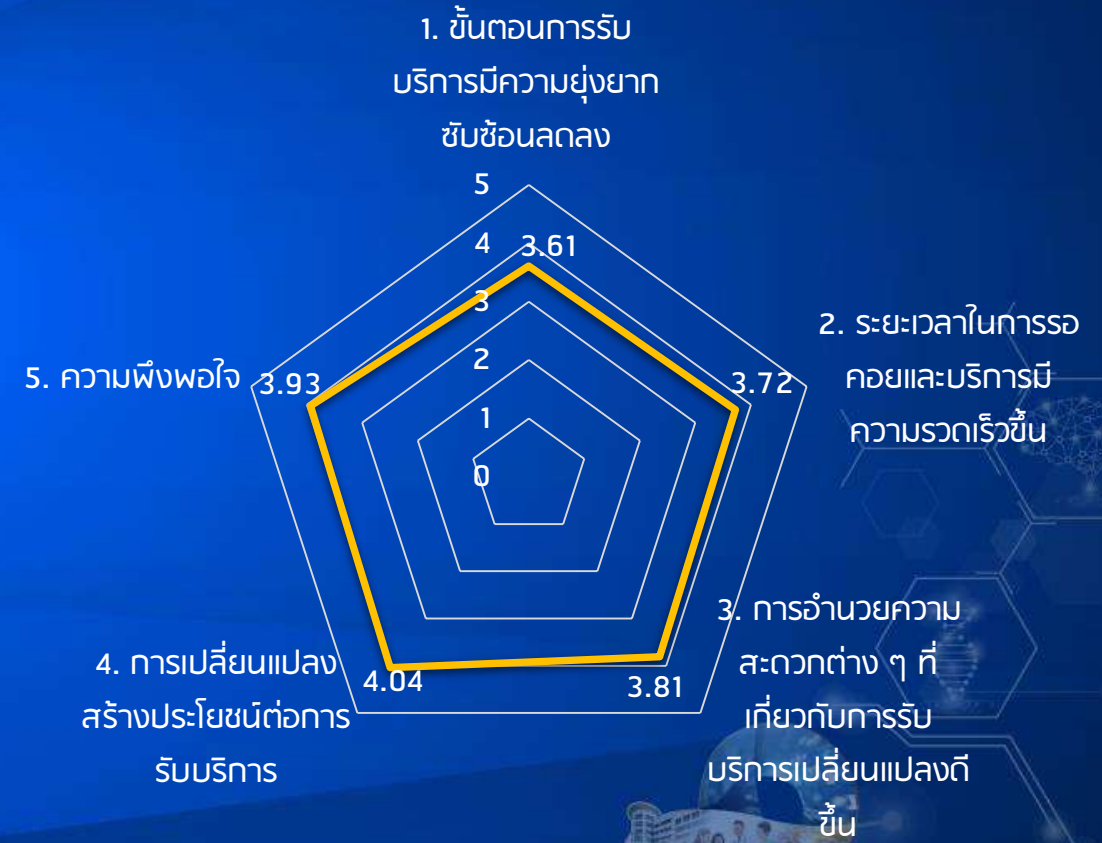 1. ขั้นตอนการรับ
บริการมีความยุ่งยาก
ซับซ้อนลดลง
5
4
3.61
3
2
1
0
2. ระยะเวลาในการรอ
คอยและบริการมี
ความรวดเร็วขึ้น
3.72
5. ความพึงพอใจ
3.93
3. การอำนวยความ
สะดวกต่าง ๆ ที่
เกี่ยวกับการรับ
บริการเปลี่ยนแปลงดี
ขึ้น
3.81
4. การเปลี่ยนแปลง
สร้างประโยชน์ต่อการ
รับบริการ
4.04